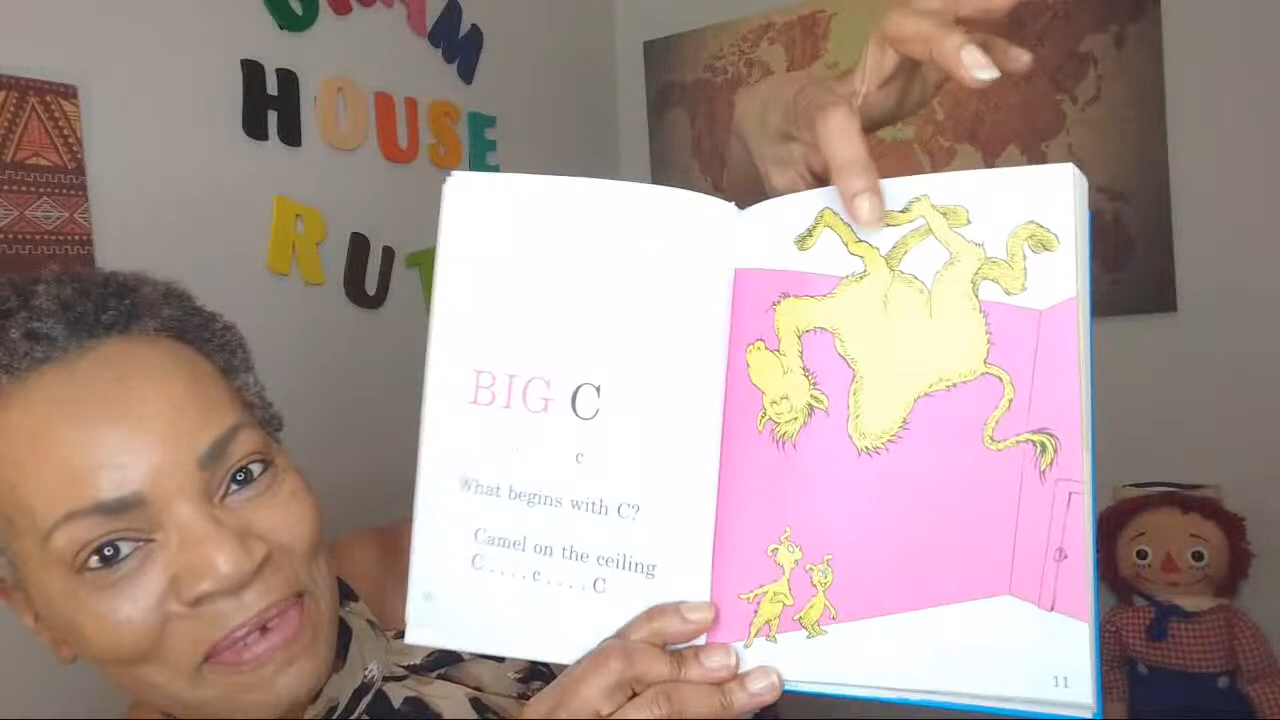 HOUSE
BIG C
c
What begins with C?
Camel on the ceiling
C....c....C
11